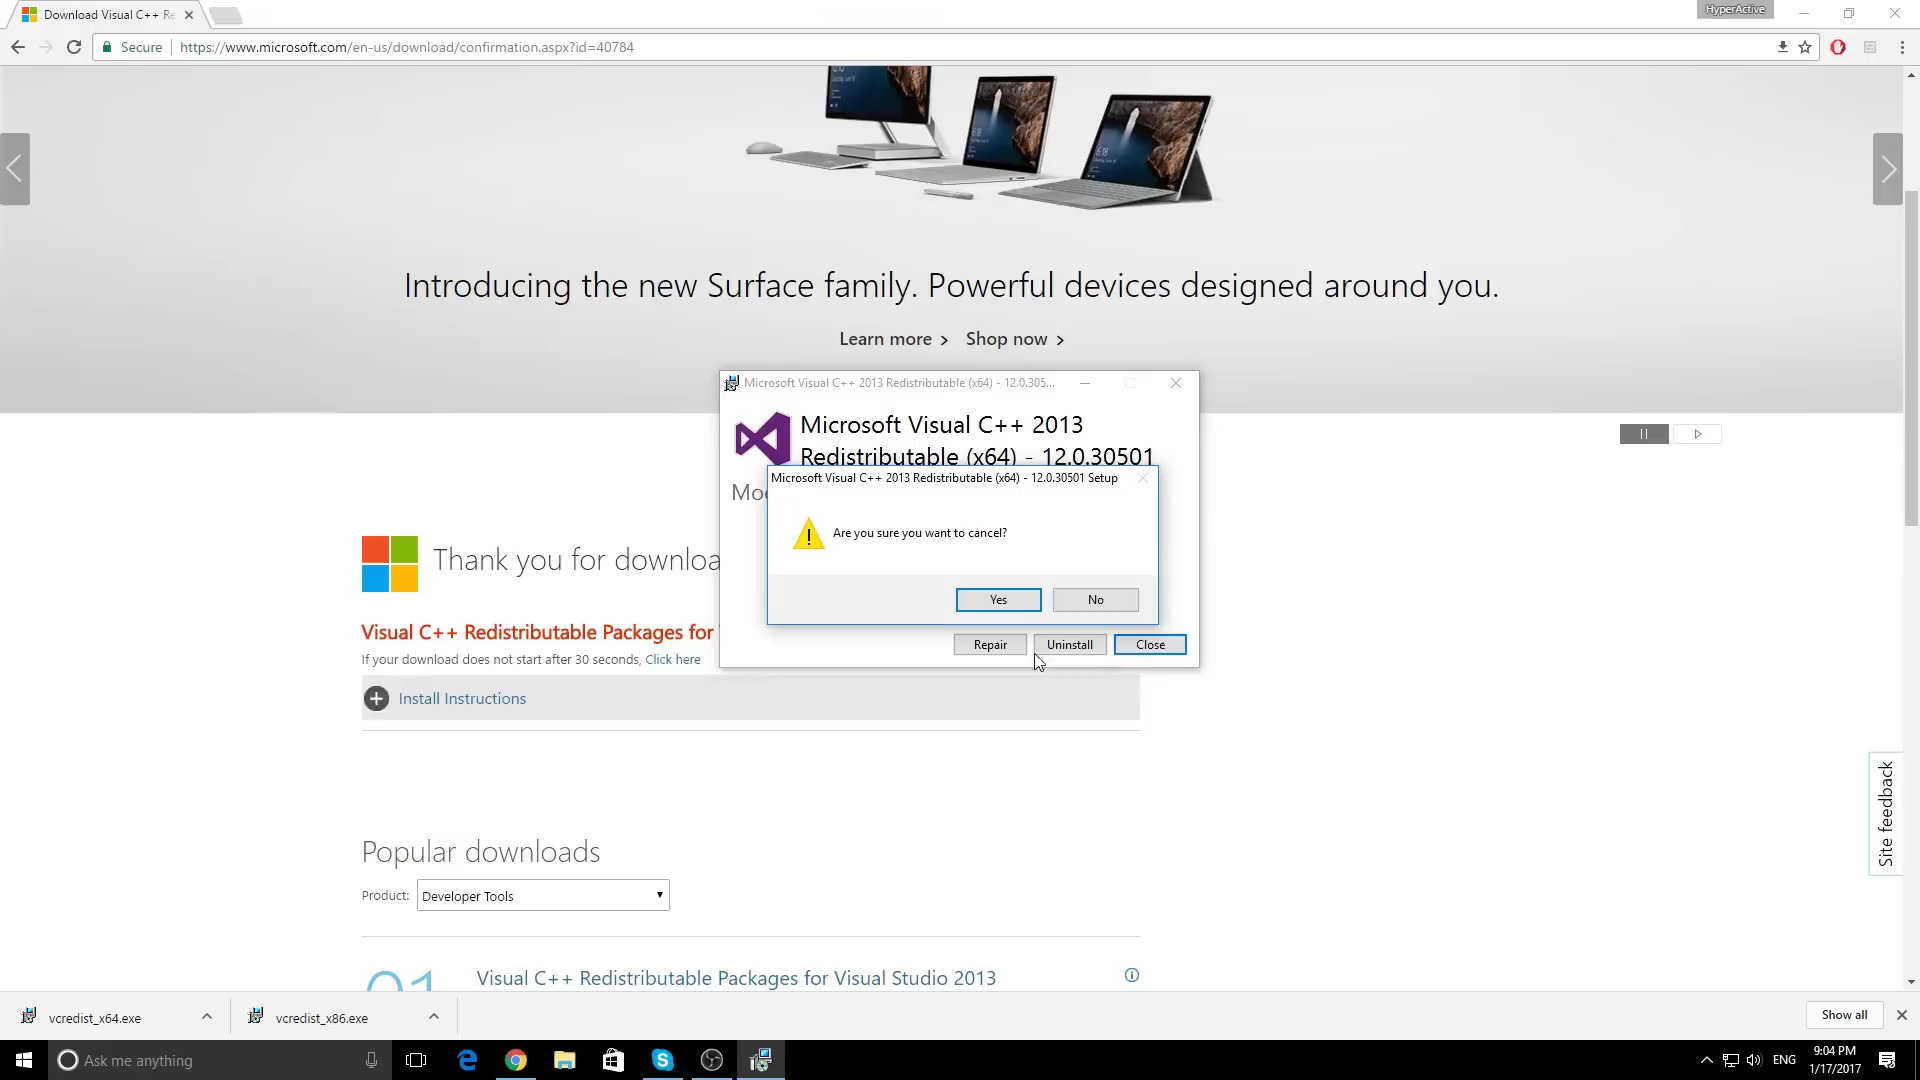 Download Visual C++ Re
HyperActive
Secure
https://www.microsoft.com/en-us/download/confirmation.aspx?id=40784
Introducing the new Surface family. Powerful devices designed around you.
Learn more
Shop now
Microsoft Visual C++ 2013 Redistributable (x64) - 12.0.305...
Microsoft Visual C++ 2013
Redistributable (x64) - 12.0.30501
Microsoft Visual C++ 2013 Redistributable (x64) - 12.0.30501 Setup
Are you sure you want to cancel?
Yes
No
Repair
Uninstall
Close
Thank you for downloa
Visual C++ Redistributable Packages for
If your download does not start after 30 seconds, Click here
Install Instructions
Site feedback
Popular downloads
Product:
Developer Tools
01
Visual C++ Redistributable Packages for Visual Studio 2013
vcredist_x64.exe
vcredist_x86.exe
Show all
Ask me anything
ENG
9:04 PM
1/17/2017